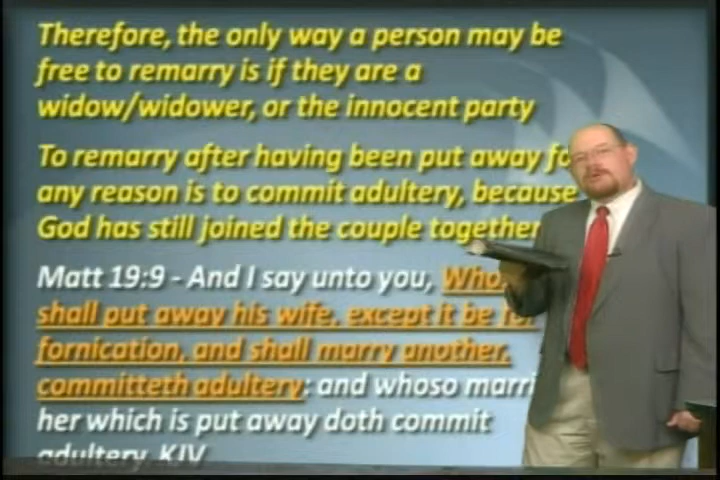 Therefore, the only way a person may be
free to remarry is if they are a
widow/widower, or the innocent party
To remarry after having been put away
any reason is to commit adultery, because
God has still joined the couple together
Matt 19:9 - And I say unto you,
shall put away his wife, except it be
fornication, and shall marry another,
committeth adultery; and whoso
her which is put away doth commit
adultery. KJV